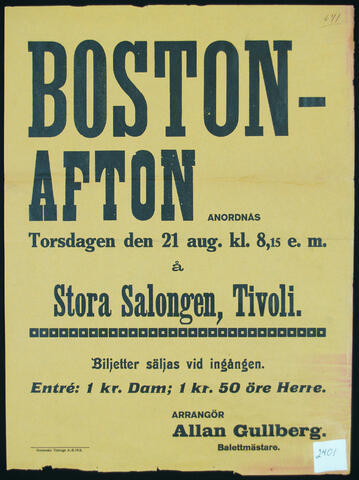 641
BOSTON-
AFTON
ANORDNAS
Torsdagen den 21 aug. kl. 8,15 e. m.
å
Stora Salongen, Tivoli.
Biljetter säljas vid ingången.
Entré: 1 kr. Dam; 1 kr. 50 öre Herre.
ARRANGÖR
Allan Gullberg.
Balettmästare.
2401